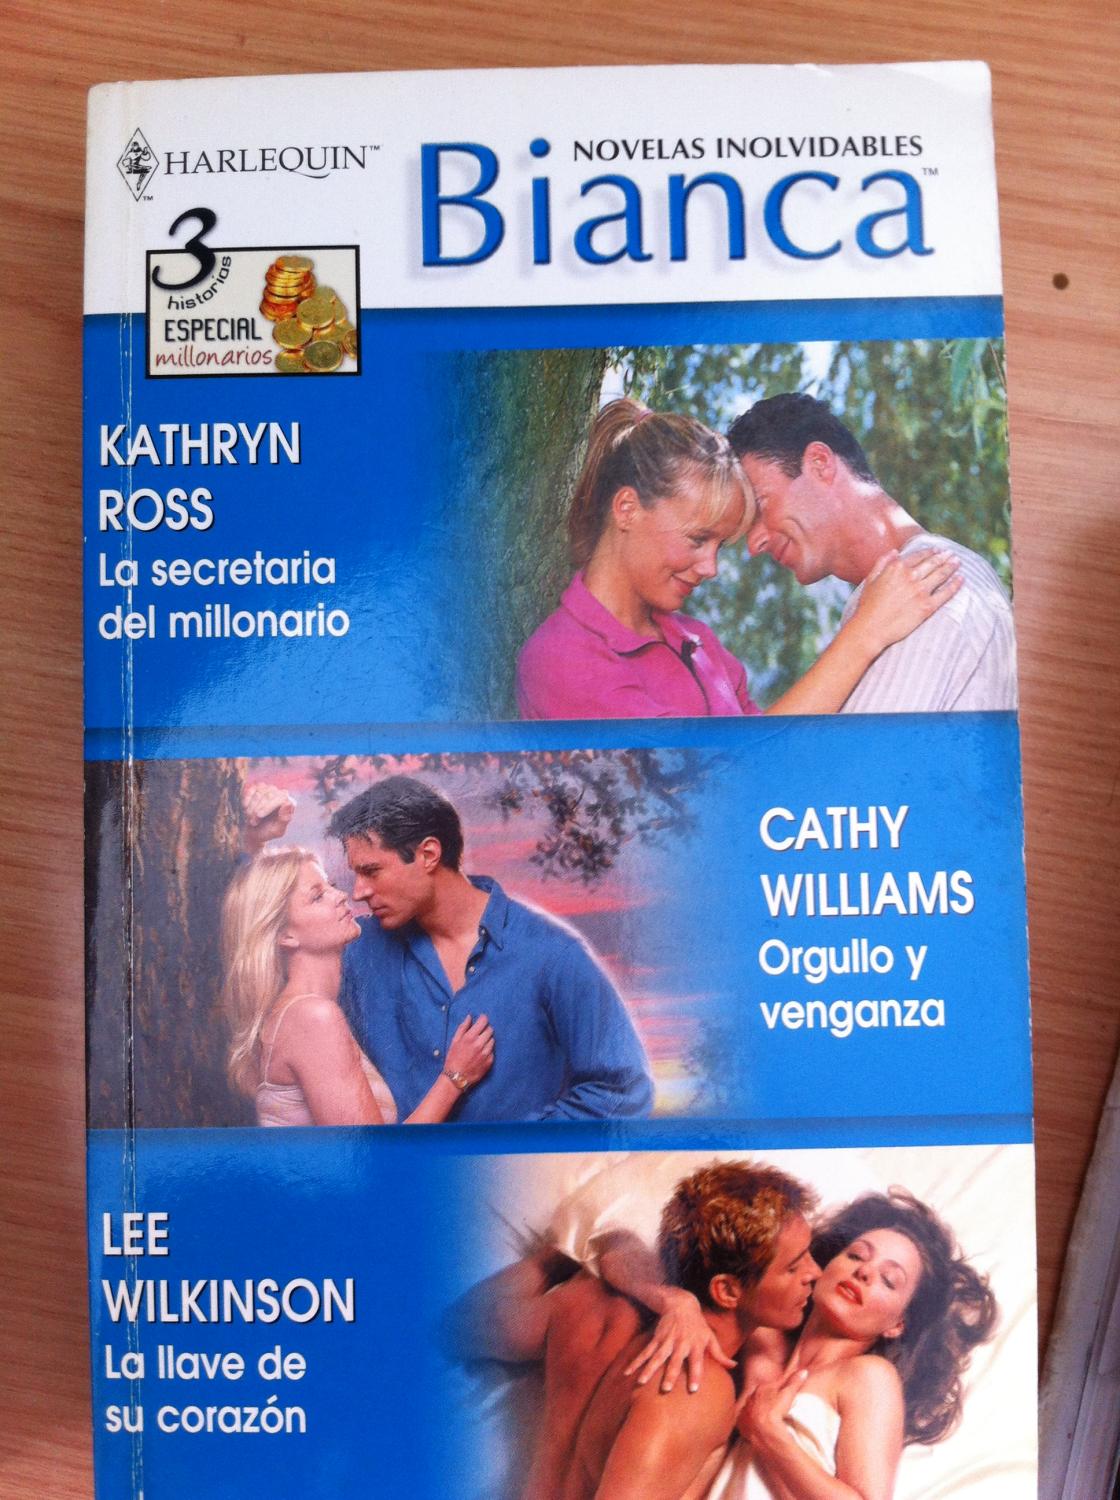 HARLEQUIN™
NOVELAS INOLVIDABLES
Bianca™
3
historias
ESPECIAL
millonarios
KATHRYN
ROSS
La secretaria
del millonario
CATHY
WILLIAMS
Orgullo y
venganza
LEE
WILKINSON
La llave de
su corazón